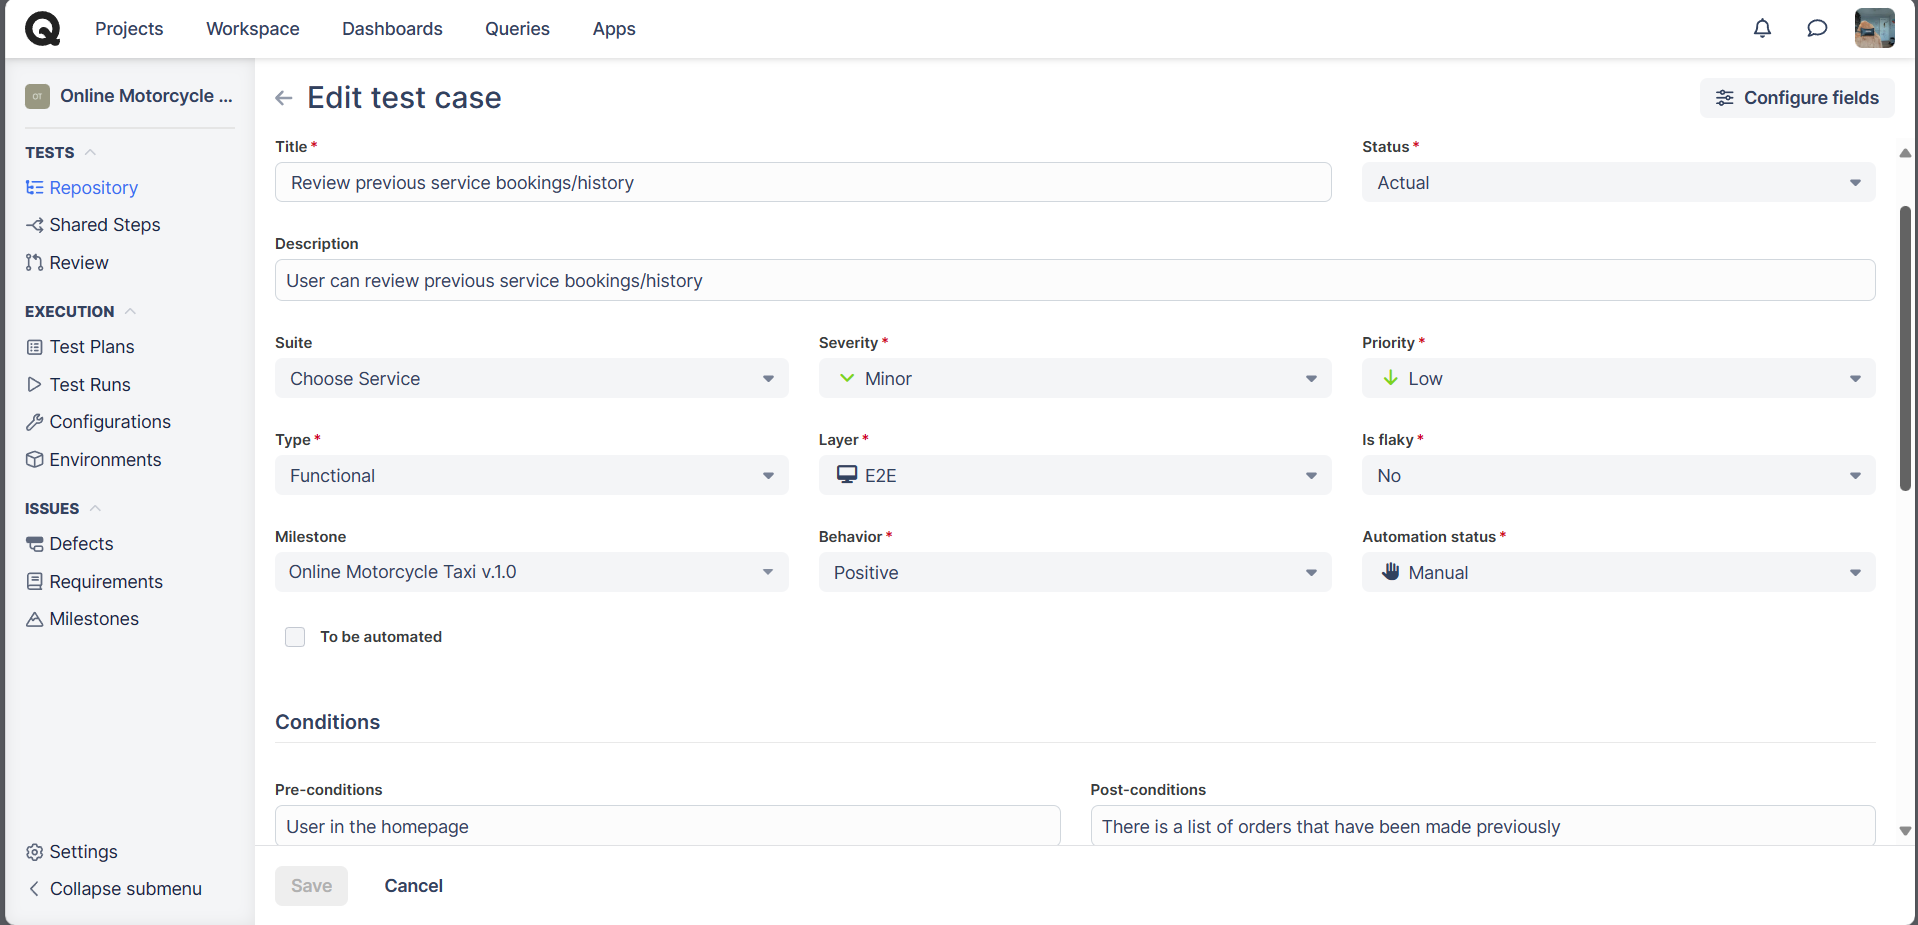 Projects Workspace Dashboards Queries Apps
OT Online Motorcycle ...
TESTS
Repository
Shared Steps
Review
EXECUTION
Test Plans
Test Runs
Configurations
Environments
ISSUES
Defects
Requirements
Milestones
Settings
Collapse submenu
Edit test case
Configure fields
Title *
Status *
Review previous service bookings/history
Actual
Description
User can review previous service bookings/history
Suite
Severity *
Priority *
Choose Service
Minor
Low
Type *
Layer *
Is flaky *
Functional
E2E
No
Milestone
Behavior *
Automation status *
Online Motorcycle Taxi v.1.0
Positive
Manual
To be automated
Conditions
Pre-conditions
Post-conditions
User in the homepage
There is a list of orders that have been made previously
Save
Cancel